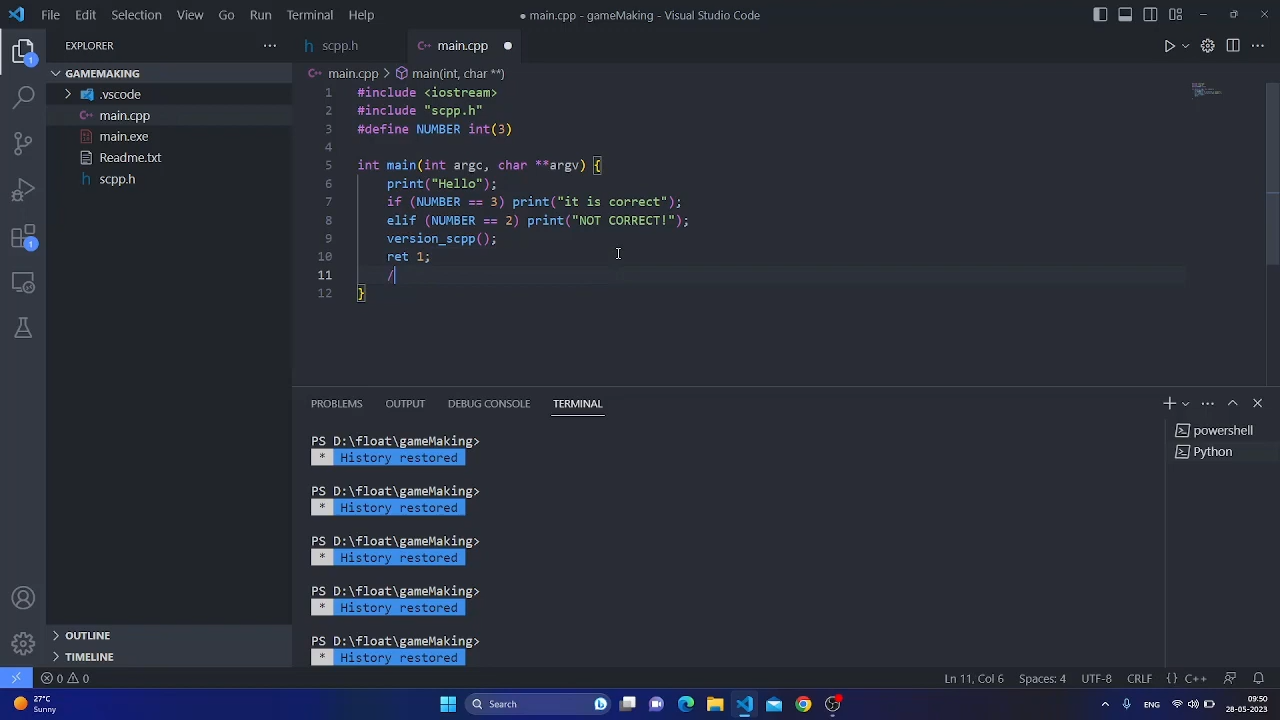 File Edit Selection View Go Run Terminal Help
● main.cpp - gameMaking - Visual Studio Code
EXPLORER
scpp.h
main.cpp
GAMEMAKING
main.cpp > main(int, char **)
.vscode
main.cpp
main.exe
Readme.txt
scpp.h
1 #include <iostream>
2 #include "scpp.h"
3 #define NUMBER int(3)
4
5 int main(int argc, char **argv) {
6 print("Hello");
7 if (NUMBER == 3) print("it is correct");
8 elif (NUMBER == 2) print("NOT CORRECT!");
9 version_scpp();
10 ret 1;
11 /
12 }
PROBLEMS OUTPUT DEBUG CONSOLE TERMINAL
PS D:\float\gameMaking>
* History restored
PS D:\float\gameMaking>
* History restored
PS D:\float\gameMaking>
* History restored
PS D:\float\gameMaking>
* History restored
PS D:\float\gameMaking>
* History restored
powershell
Python
1
1
OUTLINE
TIMELINE
0 0
Ln 11, Col 6 Spaces: 4 UTF-8 CRLF {} C++
27°C
Sunny
Search
ENG
09:50
28-05-2023